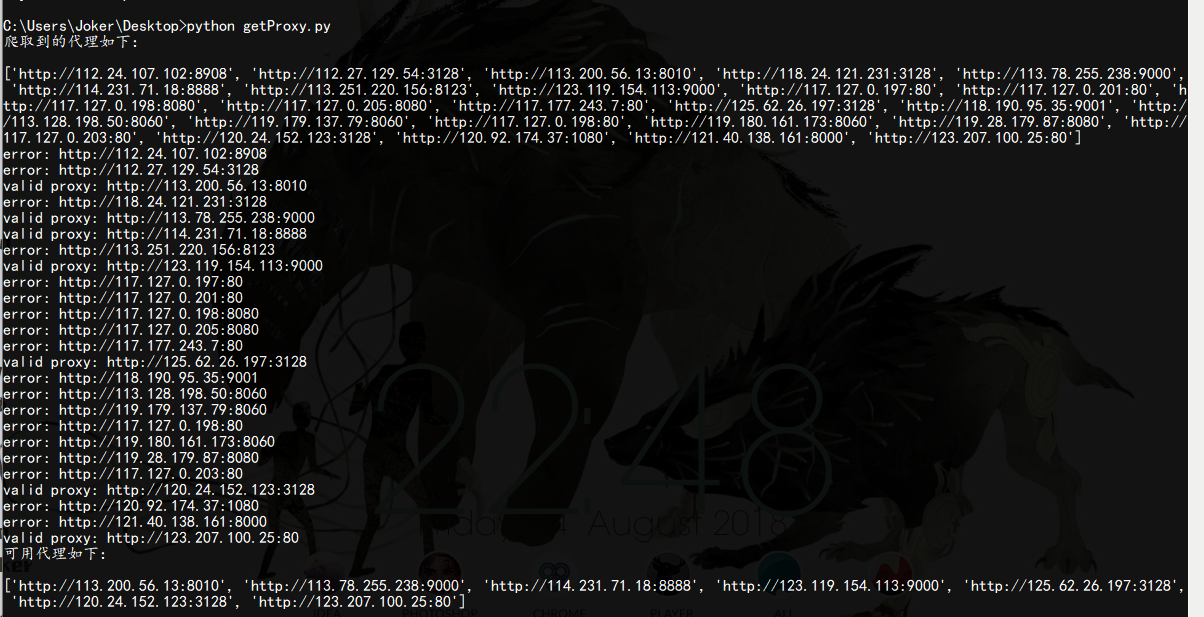 C:\Users\Joker\Desktop>python getProxy.py
爬取到的代理如下：
['http://112.24.107.102:8908', 'http://112.27.129.54:3128', 'http://113.200.56.13:8010', 'http://118.24.121.231:3128', 'http://113.78.255.238:9000',
'http://114.231.71.18:8888', 'http://113.251.220.156:8123', 'http://123.119.154.113:9000', 'http://117.127.0.197:80', 'http://117.127.0.201:80', 'h
ttp://117.127.0.198:8080', 'http://117.127.0.205:8080', 'http://117.177.243.7:80', 'http://125.62.26.197:3128', 'http://118.190.95.35:9001', 'http:/
/113.128.198.50:8060', 'http://119.179.137.79:8060', 'http://117.127.0.198:80', 'http://119.180.161.173:8060', 'http://119.28.179.87:8080', 'http://
117.127.0.203:80', 'http://120.24.152.123:3128', 'http://120.92.174.37:1080', 'http://121.40.138.161:8000', 'http://123.207.100.25:80']
error: http://112.24.107.102:8908
error: http://112.27.129.54:3128
valid proxy: http://113.200.56.13:8010
error: http://118.24.121.231:3128
valid proxy: http://113.78.255.238:9000
valid proxy: http://114.231.71.18:8888
error: http://113.251.220.156:8123
valid proxy: http://123.119.154.113:9000
error: http://117.127.0.197:80
error: http://117.127.0.201:80
error: http://117.127.0.198:8080
error: http://117.127.0.205:8080
error: http://117.177.243.7:80
valid proxy: http://125.62.26.197:3128
error: http://118.190.95.35:9001
error: http://113.128.198.50:8060
error: http://119.179.137.79:8060
error: http://117.127.0.198:80
error: http://119.180.161.173:8060
error: http://119.28.179.87:8080
error: http://117.127.0.203:80
valid proxy: http://120.24.152.123:3128
error: http://120.92.174.37:1080
error: http://121.40.138.161:8000
valid proxy: http://123.207.100.25:80
可用代理如下：
['http://113.200.56.13:8010', 'http://113.78.255.238:9000', 'http://114.231.71.18:8888', 'http://123.119.154.113:9000', 'http://125.62.26.197:3128',
'http://120.24.152.123:3128', 'http://123.207.100.25:80']
22:48
August 2018
IDEA PHOTOSHOP CHROME PLAYER ALL